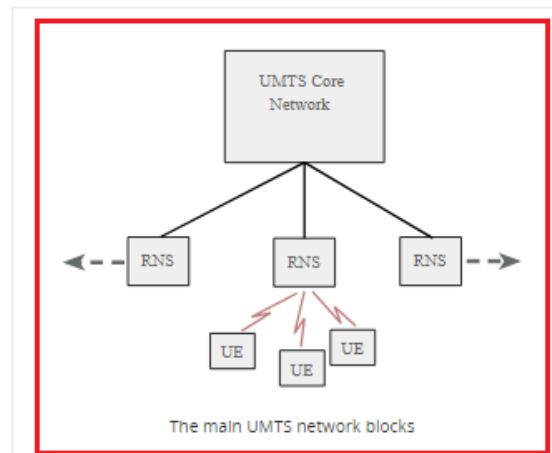 UMTS Core
Network
RNS
RNS
RNS
UE
UE
UE
The main UMTS network blocks